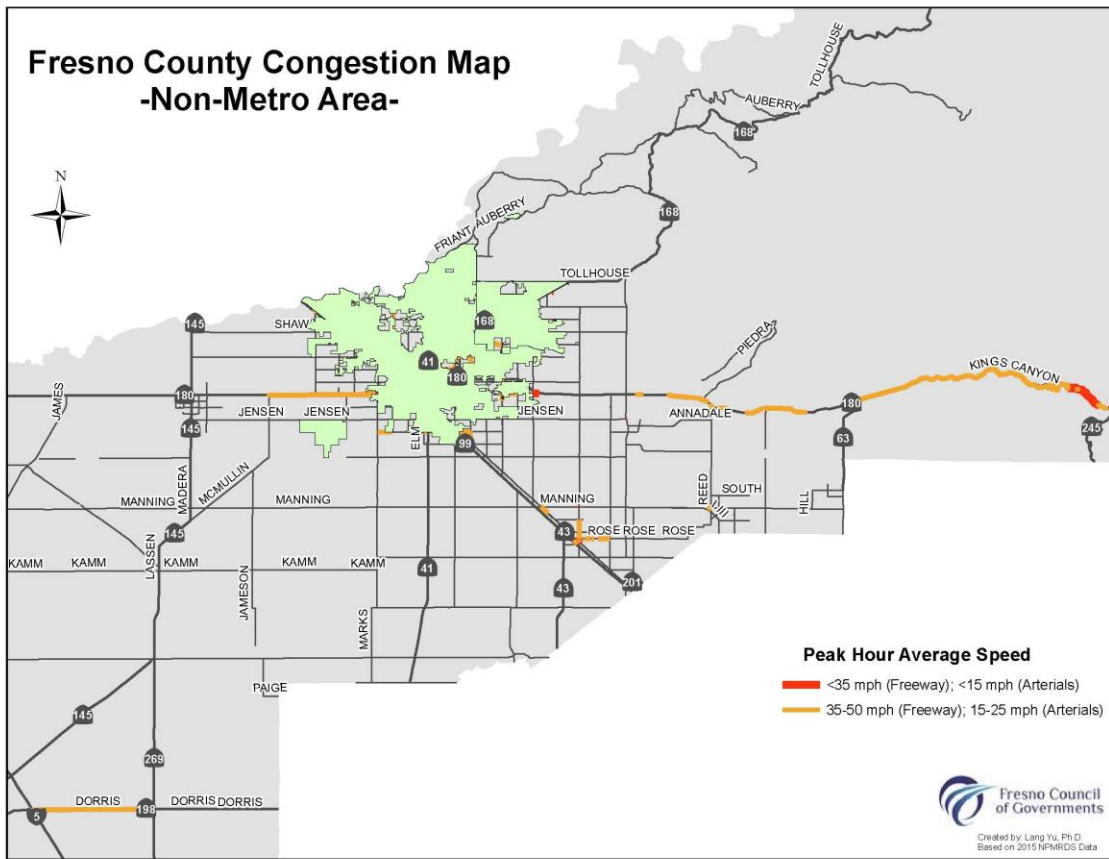 Fresno County Congestion Map
-Non-Metro Area-
N
TOLLHOUSE
AUBERRY
168
FRIANT AUBERRY
168
TOLLHOUSE
145
SHAW
168
41
180
PIEDRA
KINGS CANYON
JAMES
180
JENSEN
JENSEN
JENSEN
ANNADALE
180
145
ELM
99
63
245
MADERA
MCMULLIN
MANNING
MANNING
MANNING
REED
SOUTH
HILL
145
LASSEN
43
ROSE ROSE ROSE
KAMM
KAMM
KAMM
KAMM
KAMM
41
43
201
JAMESON
MARKS
PAIGE
145
269
DORRIS
198
DORRIS DORRIS
5
Peak Hour Average Speed
<35 mph (Freeway); <15 mph (Arterials)
35-50 mph (Freeway); 15-25 mph (Arterials)
Fresno Council
of Governments
Created by: Lang Yu, Ph.D.
Based on 2015 NPMRDS Data